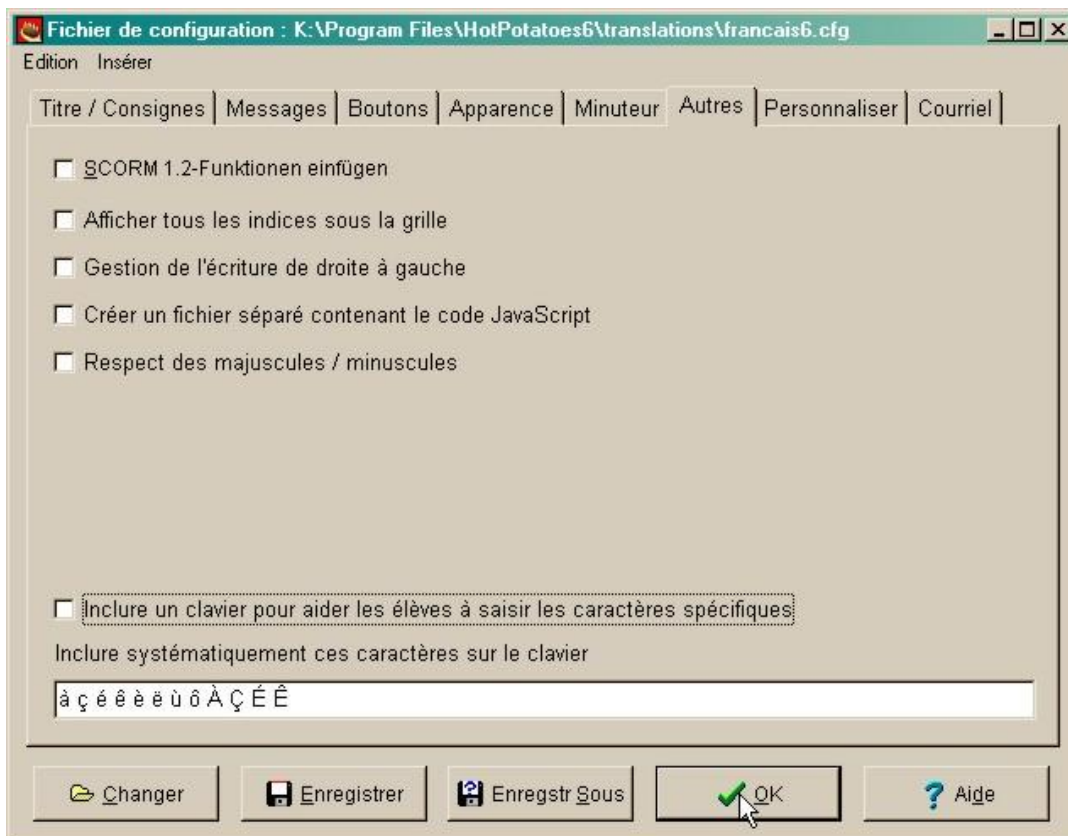 Fichier de configuration : K:\Program Files\HotPotatoes6\translations\francais6.cfg
Edition Insérer
Titre / Consignes Messages Boutons Apparence Minuteur Autres Personnaliser Courriel
SCORM 1.2-Funktionen einfügen
Afficher tous les indices sous la grille
Gestion de l'écriture de droite à gauche
Créer un fichier séparé contenant le code JavaScript
Respect des majuscules / minuscules
Inclure un clavier pour aider les élèves à saisir les caractères spécifiques
Inclure systématiquement ces caractères sur le clavier
à ç é ê è ë ù ô À Ç É Ê
Changer Enregistrer Enregstr Sous OK Aide